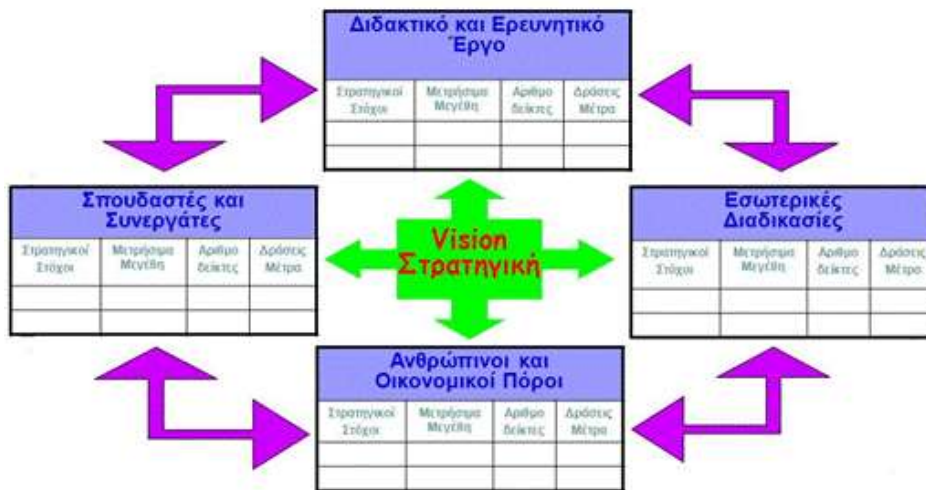 Διδακτικό και Ερευνητικό
Έργο
Στρατηγικοί Μετρήσιμα Αριθμο Δράσεις
Στόχοι Μεγέθη δείκτες Μέτρα
Σπουδαστές και
Συνεργάτες
Στρατηγικοί Μετρήσιμα Αριθμο Δράσεις
Στόχοι Μεγέθη δείκτες Μέτρα
Vision
Στρατηγική
Εσωτερικές
Διαδικασίες
Στρατηγικοί Μετρήσιμα Αριθμο Δράσεις
Στόχοι Μεγέθη δείκτες Μέτρα
Ανθρώπινοι και
Οικονομικοί Πόροι
Στρατηγικοί Μετρήσιμα Αριθμο Δράσεις
Στόχοι Μεγέθη δείκτες Μέτρα